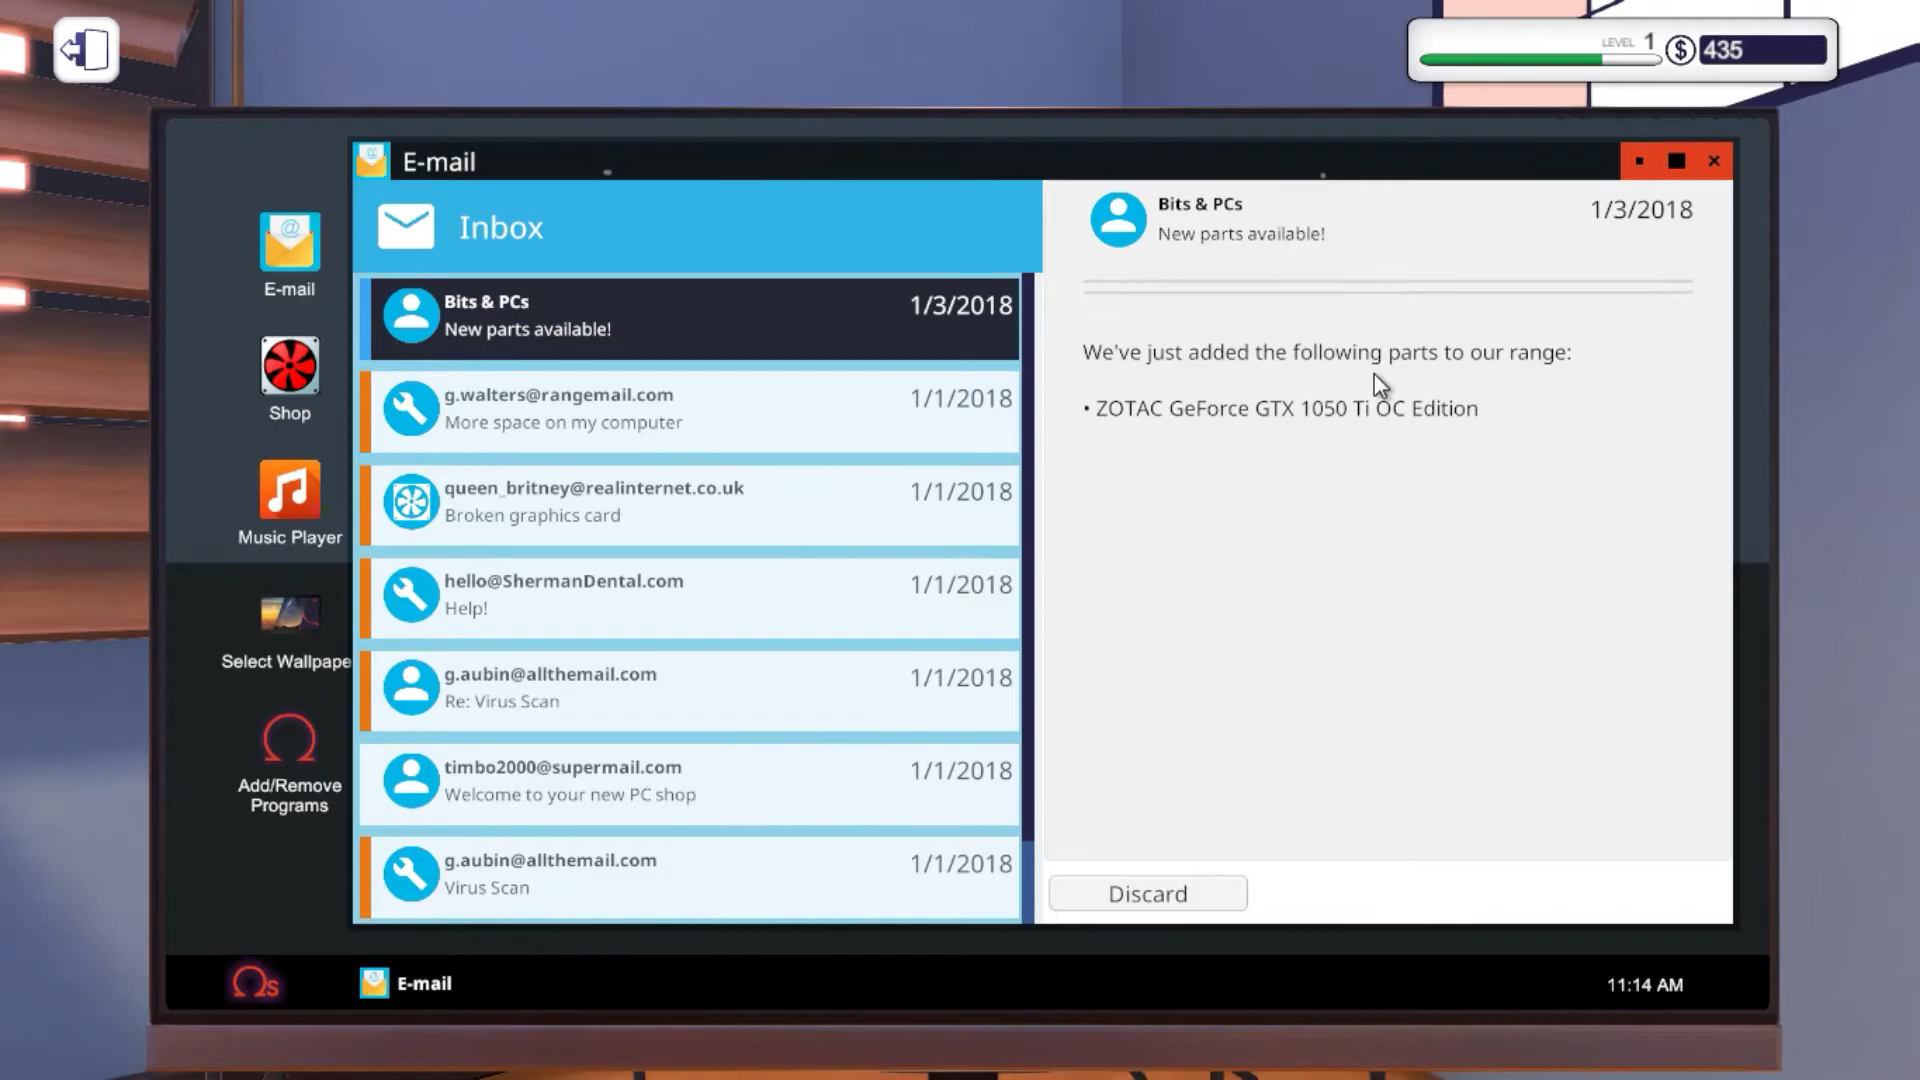 LEVEL 1
$ 435
E-mail
E-mail
Shop
Music Player
Select Wallpape
Add/Remove
Programs
Inbox
Bits & PCs
1/3/2018
New parts available!
g.walters@rangemail.com
1/1/2018
More space on my computer
queen_britney@realinternet.co.uk
1/1/2018
Broken graphics card
hello@ShermanDental.com
1/1/2018
Help!
g.aubin@allthemail.com
1/1/2018
Re: Virus Scan
timbo2000@supermail.com
1/1/2018
Welcome to your new PC shop
g.aubin@allthemail.com
1/1/2018
Virus Scan
Bits & PCs
1/3/2018
New parts available!
We've just added the following parts to our range:
• ZOTAC GeForce GTX 1050 Ti OC Edition
Discard
Ωs
E-mail
11:14 AM